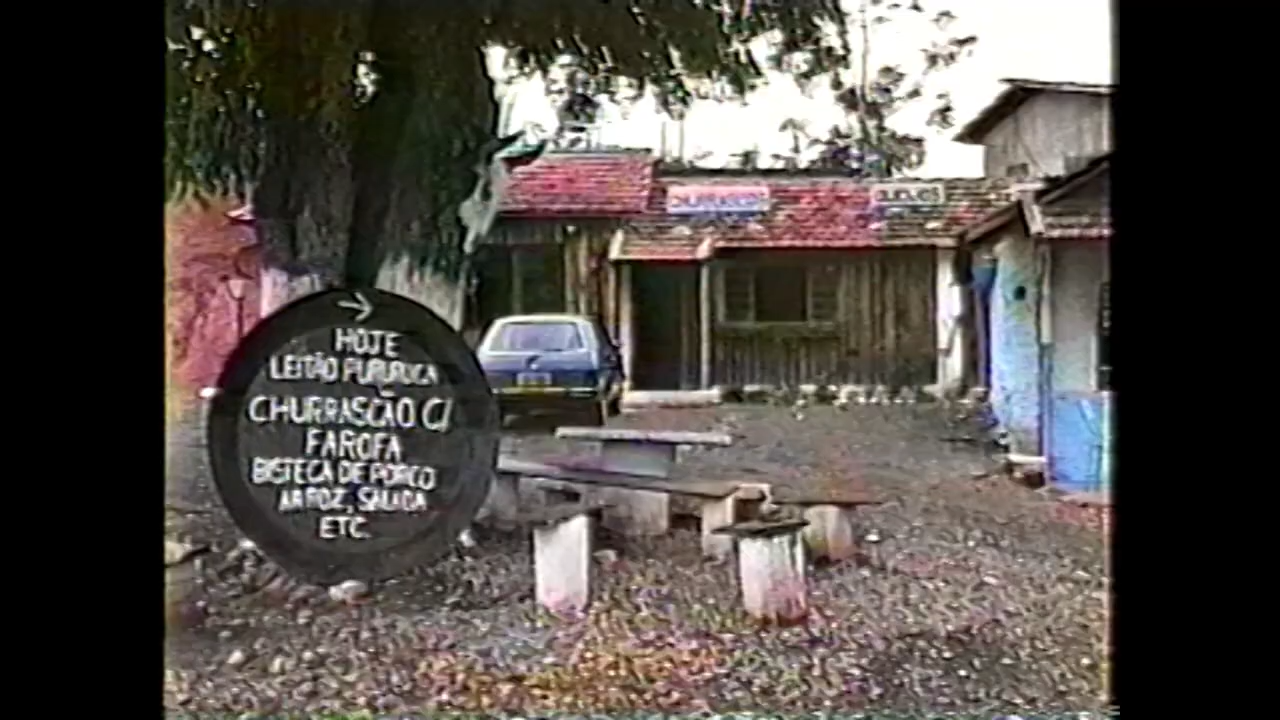 HOJE
LEITÃO PURURUCA
CHURRASCÃO C/
FAROFA
BISTECA DE PORCO
ARROZ, SALADA
ETC.